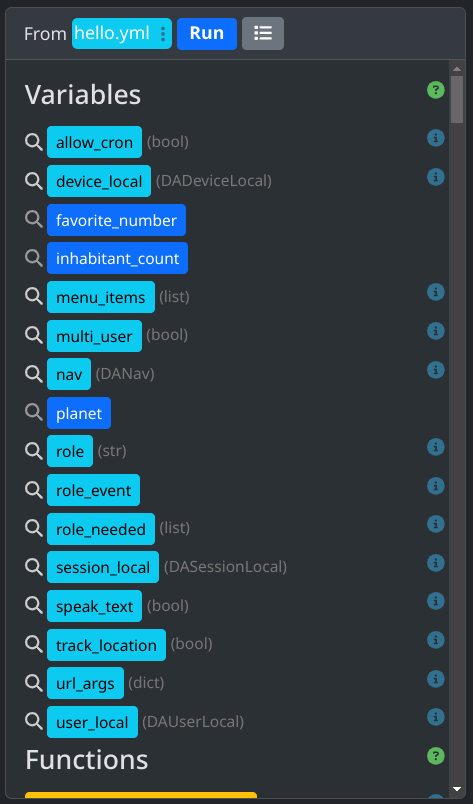 From hello.yml Run
Variables
allow_cron (bool)
device_local (DADeviceLocal)
favorite_number
inhabitant_count
menu_items (list)
multi_user (bool)
nav (DANav)
planet
role (str)
role_event
role_needed (list)
session_local (DASessionLocal)
speak_text (bool)
track_location (bool)
url_args (dict)
user_local (DAUserLocal)
Functions